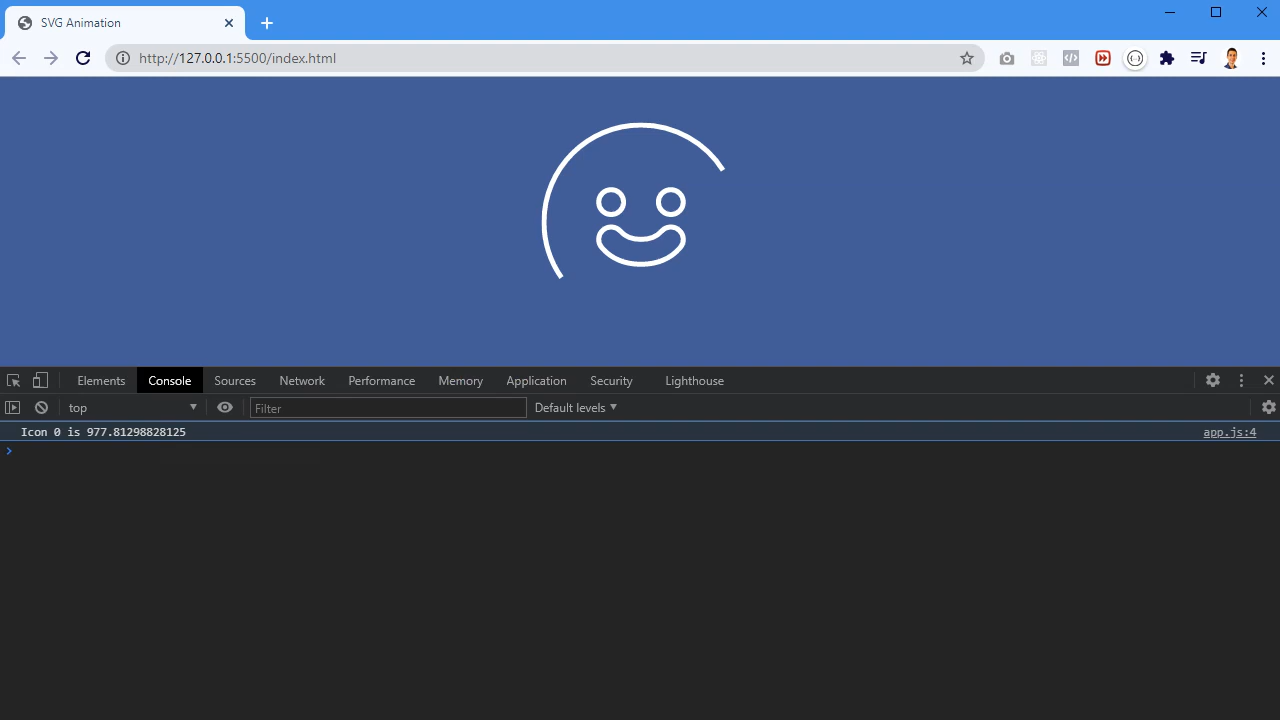 SVG Animation
http://127.0.0.1:5500/index.html
Elements Console Sources Network Performance Memory Application Security Lighthouse
top Filter Default levels
Icon 0 is 977.81298828125 app.js:4